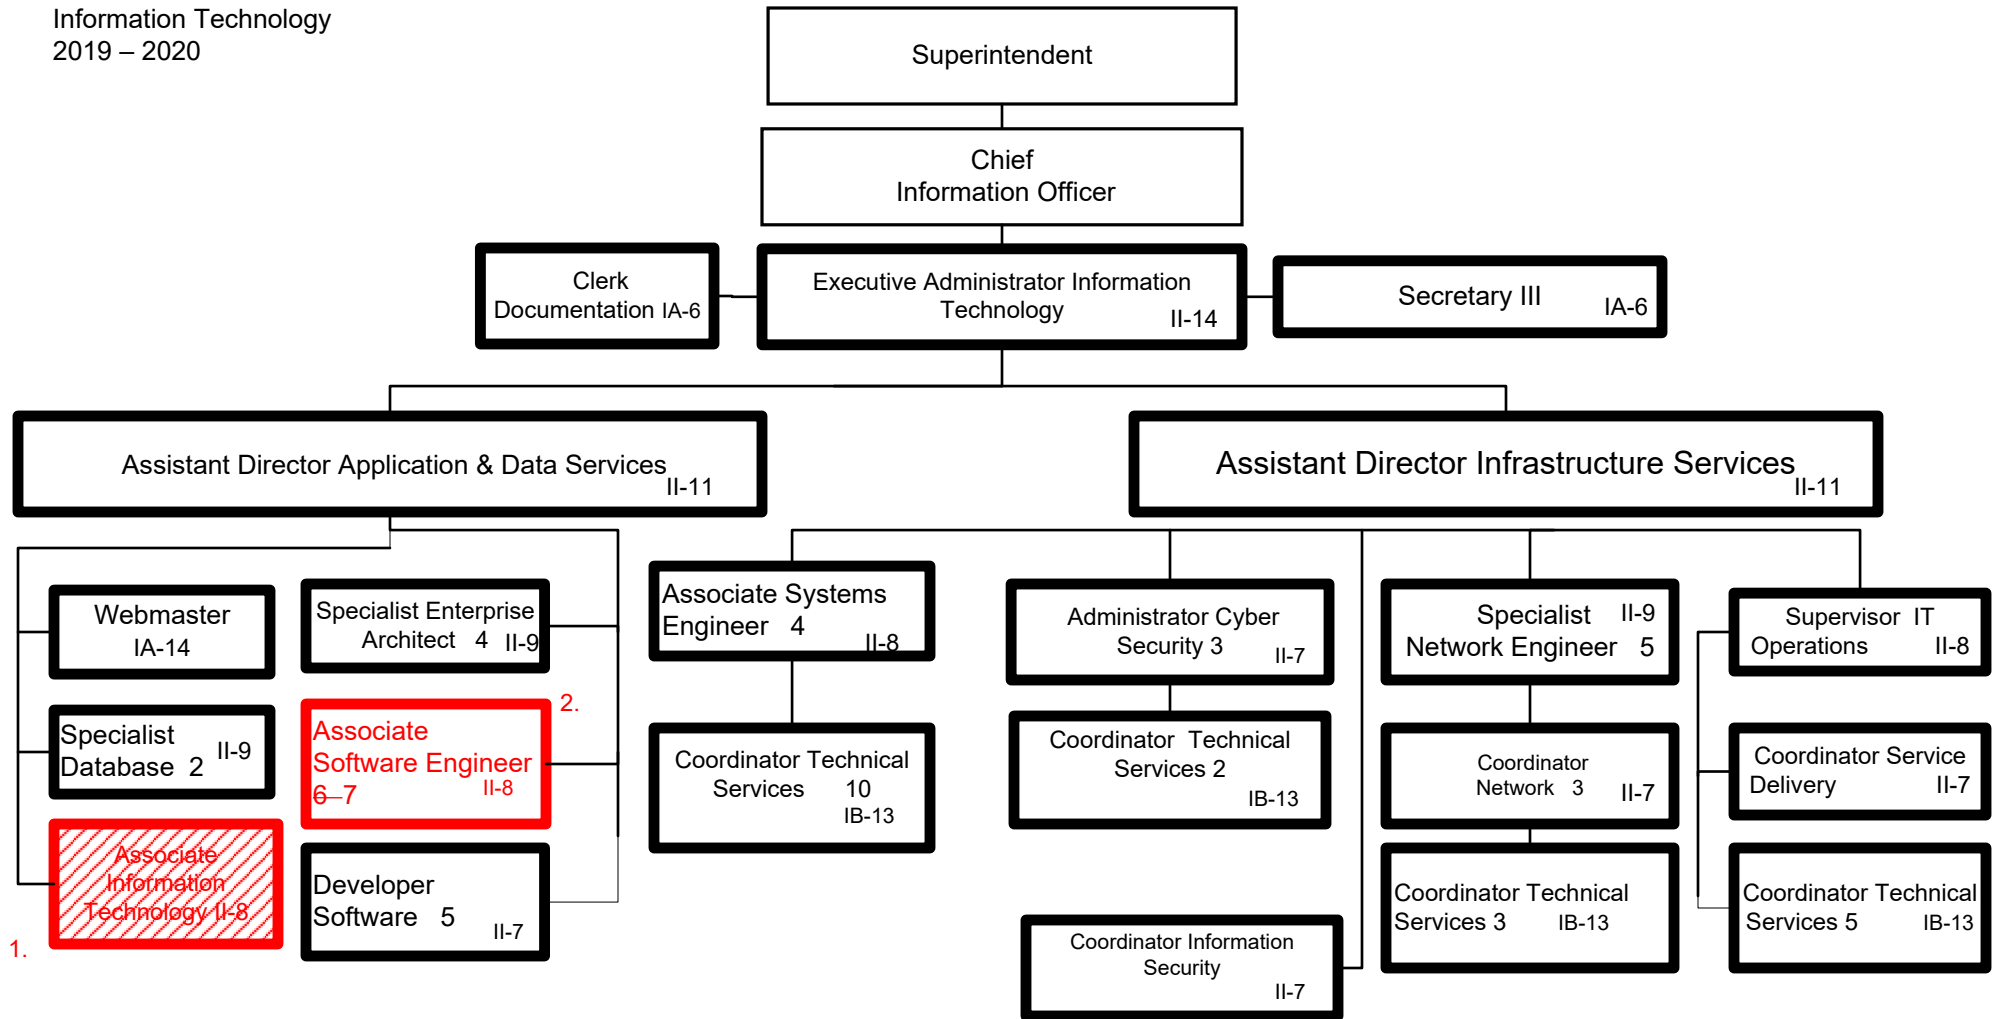 Information Technology
2019 – 2020
Superintendent
Chief
Information Officer
Clerk
Documentation IA-6
Executive Administrator Information
Technology
II-14
Secretary III
IA-6
Assistant Director Application & Data Services
II-11
Assistant Director Infrastructure Services
II-11
Webmaster
IA-14
Specialist Enterprise
Architect 4 II-9
Specialist
Database 2 II-9
2.
Associate
Software Engineer
6 7 II-8
Associate
Information
Technology II-8
1.
Developer
Software 5
II-7
Associate Systems
Engineer 4
II-8
Coordinator Technical
Services 10
IB-13
Administrator Cyber
Security 3
II-7
Coordinator Technical
Services 2
IB-13
Coordinator Information
Security
II-7
Specialist II-9
Network Engineer 5
Coordinator
Network 3
II-7
Coordinator Technical
Services 3 IB-13
Supervisor IT
Operations II-8
Coordinator Service
Delivery II-7
Coordinator Technical
Services 5 IB-13